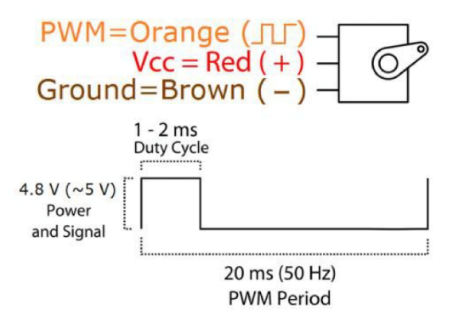 PWM=Orange (⎍⎍)
Vcc = Red ( + )
Ground=Brown ( − )
1 - 2 ms
Duty Cycle
4.8 V (~5 V)
Power
and Signal
20 ms (50 Hz)
PWM Period